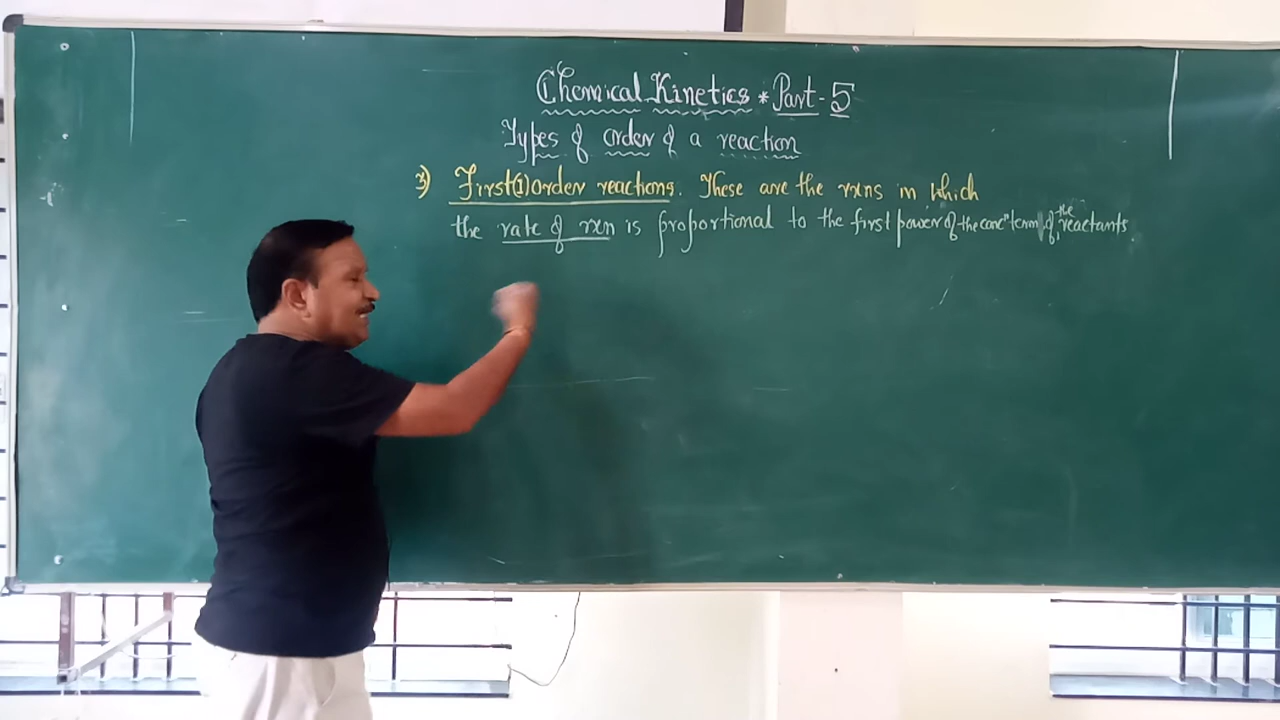 Chemical Kinetics * Part - 5
Types of order of a reaction
3) First(1)Order reactions. These are the rxns in which
the rate of rxn is proportional to the first power of the concⁿ term of the reactants.